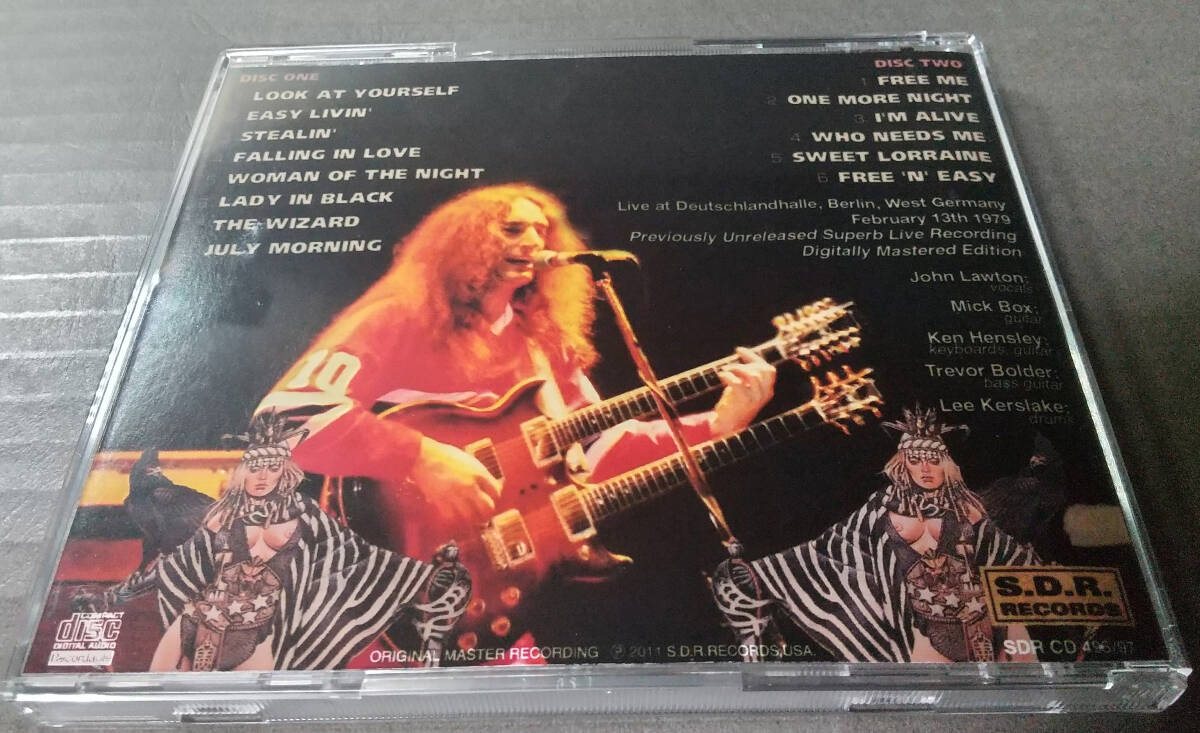 DISC ONE
LOOK AT YOURSELF
EASY LIVIN'
STEALIN'
4 FALLING IN LOVE
WOMAN OF THE NIGHT
LADY IN BLACK
THE WIZARD
JULY MORNING
DISC TWO
1 FREE ME
2 ONE MORE NIGHT
3 I'M ALIVE
4 WHO NEEDS ME
5 SWEET LORRAINE
6 FREE 'N' EASY
Live at Deutschlandhalle, Berlin, West Germany
February 13th 1979
Previously Unreleased Superb Live Recording
Digitally Mastered Edition
John Lawton:
vocals
Mick Box:
guitar
Ken Hensley:
keyboards, guitar
Trevor Bolder:
bass guitar
Lee Kerslake:
drums
19
S.D.R.
RECORDS
SDR CD 496/97
COMPACT
disc
DIGITAL AUDIO
Recordable
ORIGINAL MASTER RECORDING ℗ 2011 S.D.R. RECORDS,USA.